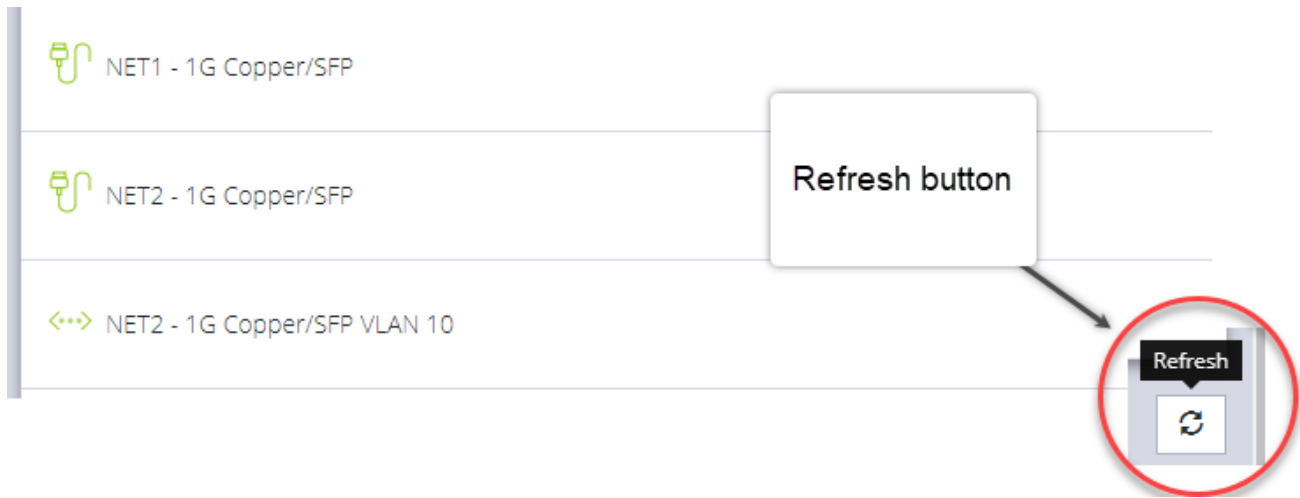 NET1 - 1G Copper/SFP
NET2 - 1G Copper/SFP
Refresh button
NET2 - 1G Copper/SFP VLAN 10
Refresh